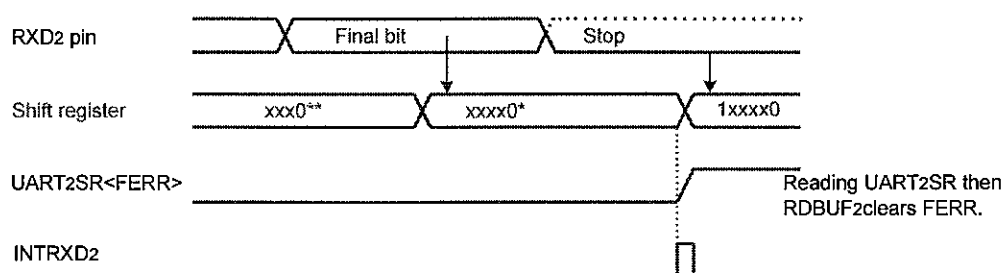 RXD2 pin Final bit Stop
Shift register xxx0** xxxx0* 1xxxx0
UART2SR<FERR> Reading UART2SR then
RDBUF2clears FERR.
INTRXD2